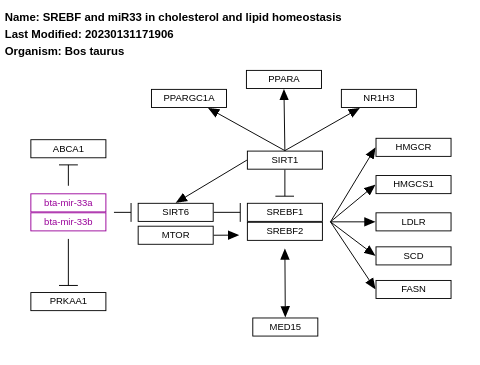 Name: SREBF and miR33 in cholesterol and lipid homeostasis
Last Modified: 20230131171906
Organism: Bos taurus
PPARA
PPARGC1A
NR1H3
ABCA1
SIRT1
HMGCR
HMGCS1
bta-mir-33a
bta-mir-33b
SIRT6
MTOR
SREBF1
SREBF2
LDLR
SCD
FASN
PRKAA1
MED15